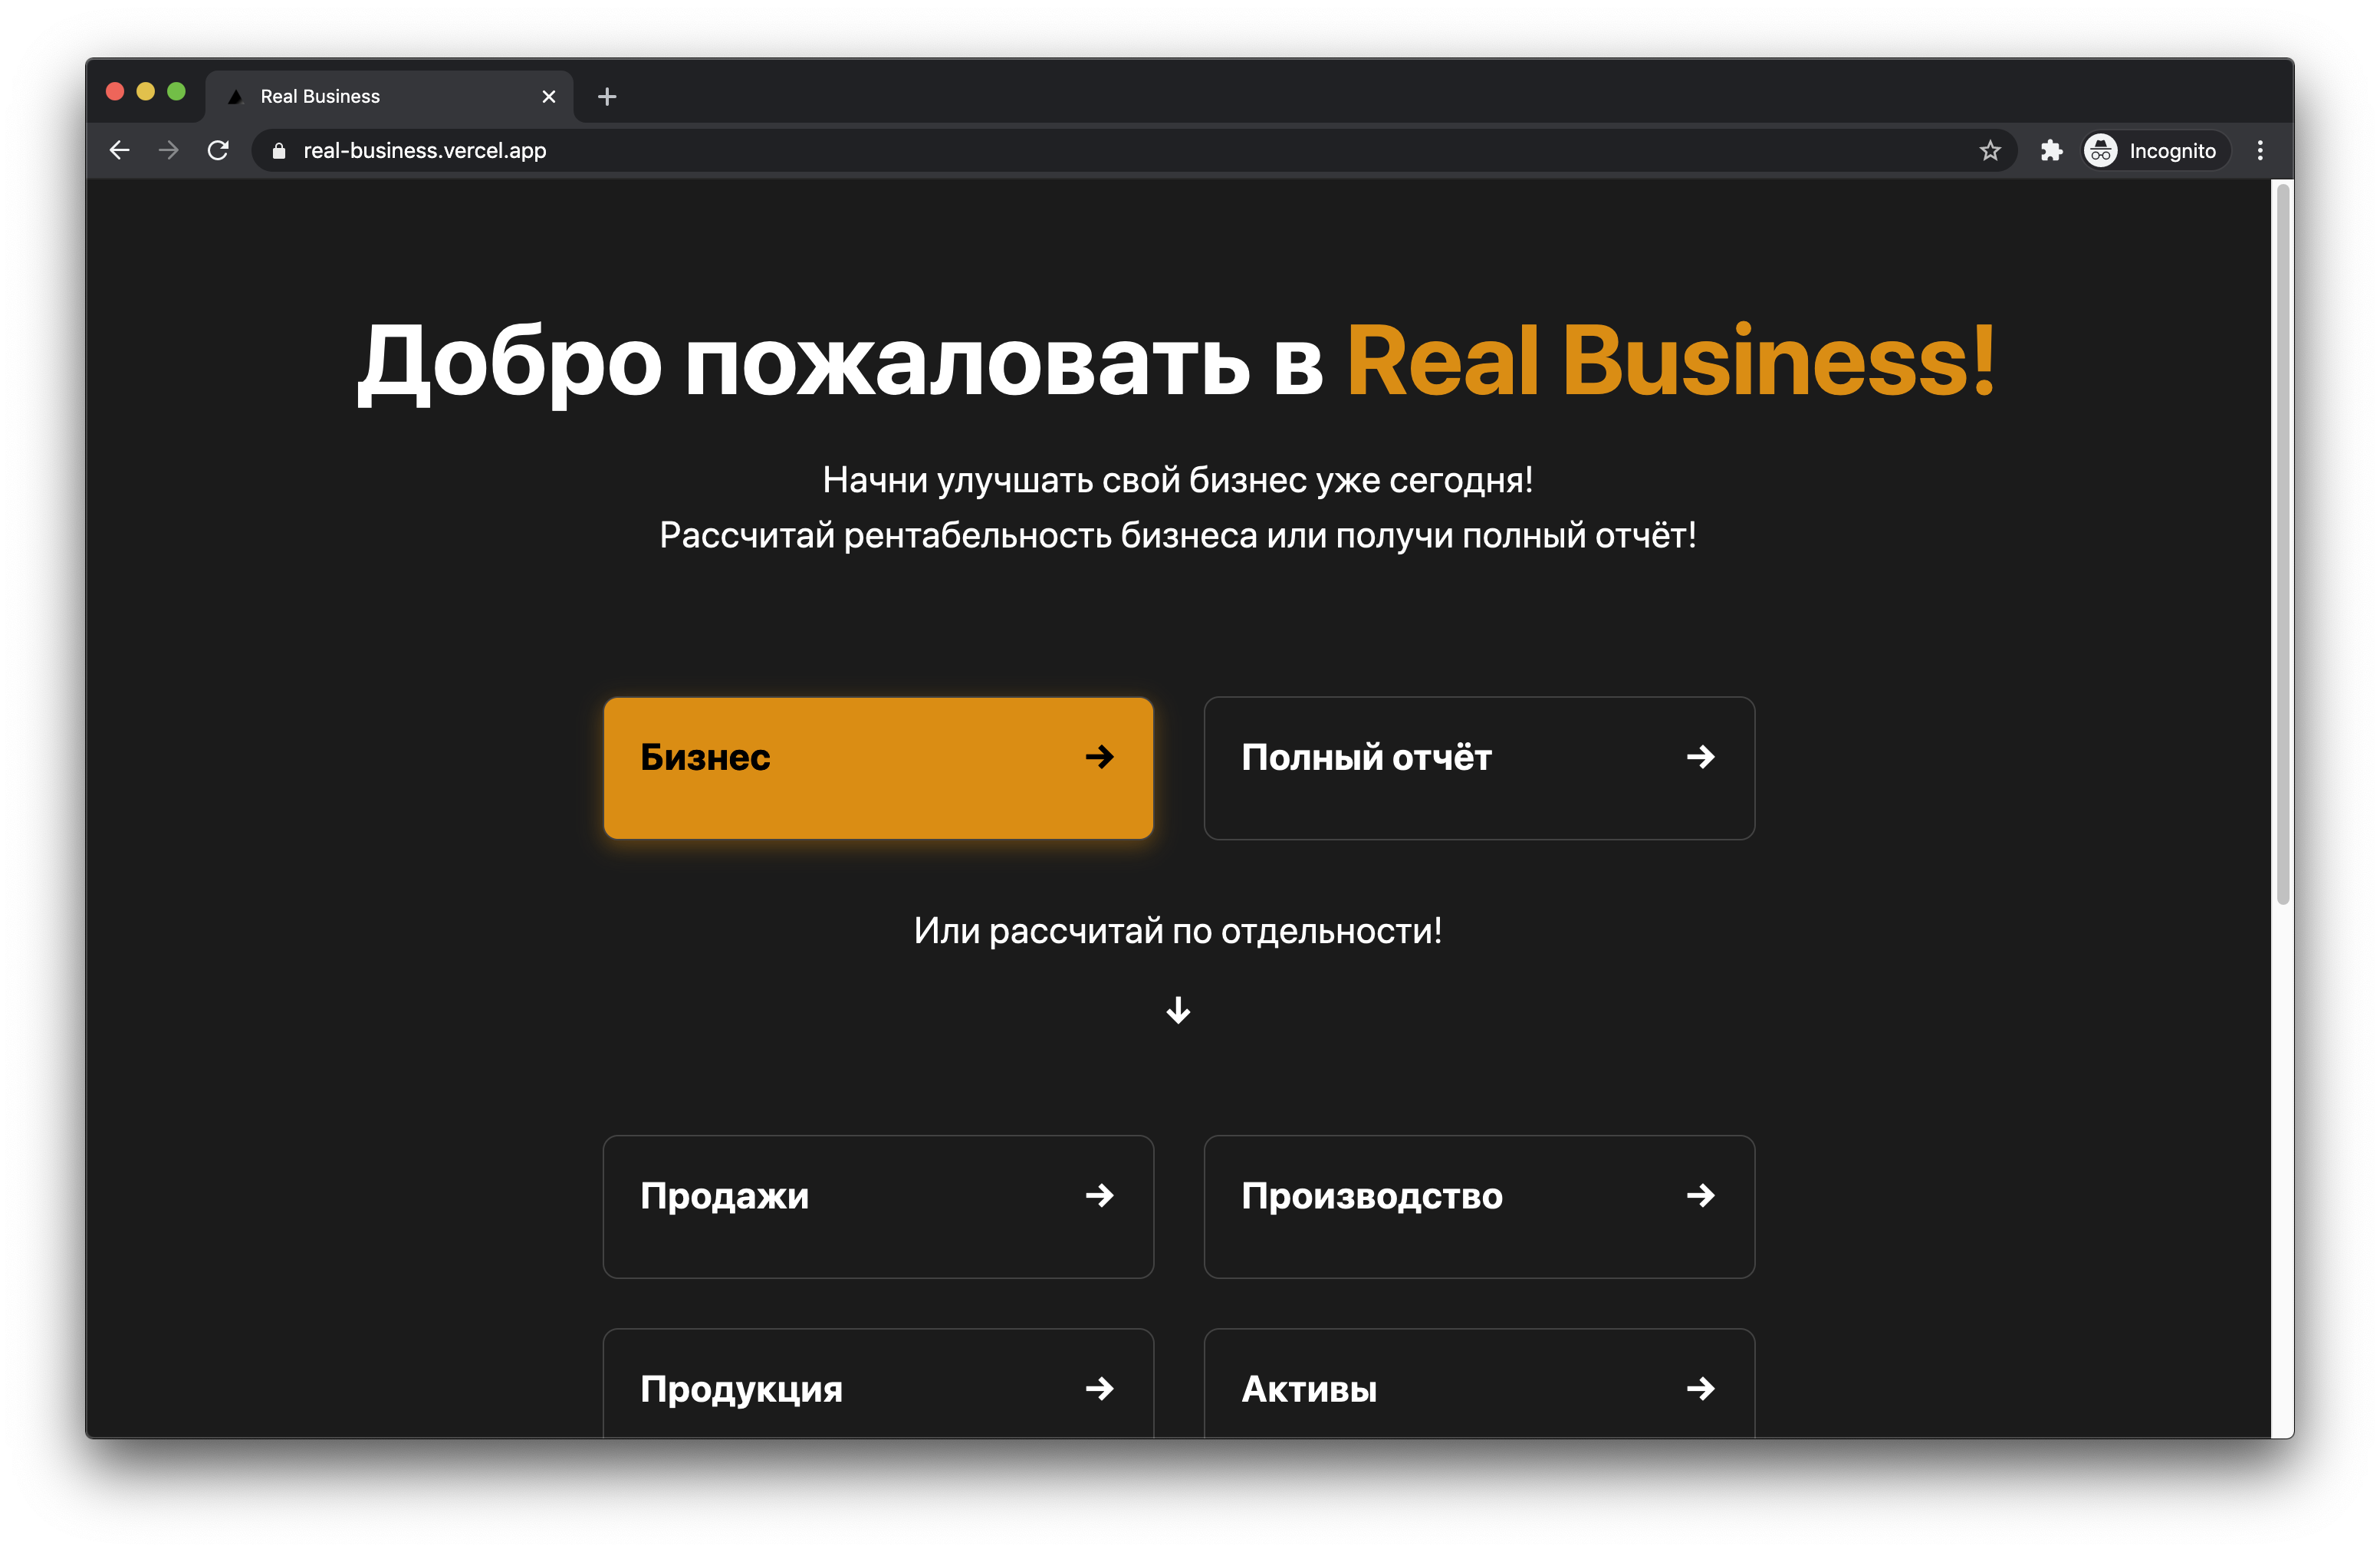 Real Business
real-business.vercel.app
Incognito
Добро пожаловать в Real Business!
Начни улучшать свой бизнес уже сегодня!
Рассчитай рентабельность бизнеса или получи полный отчёт!
Бизнес →
Полный отчёт →
Или рассчитай по отдельности!
↓
Продажи →
Производство →
Продукция →
Активы →